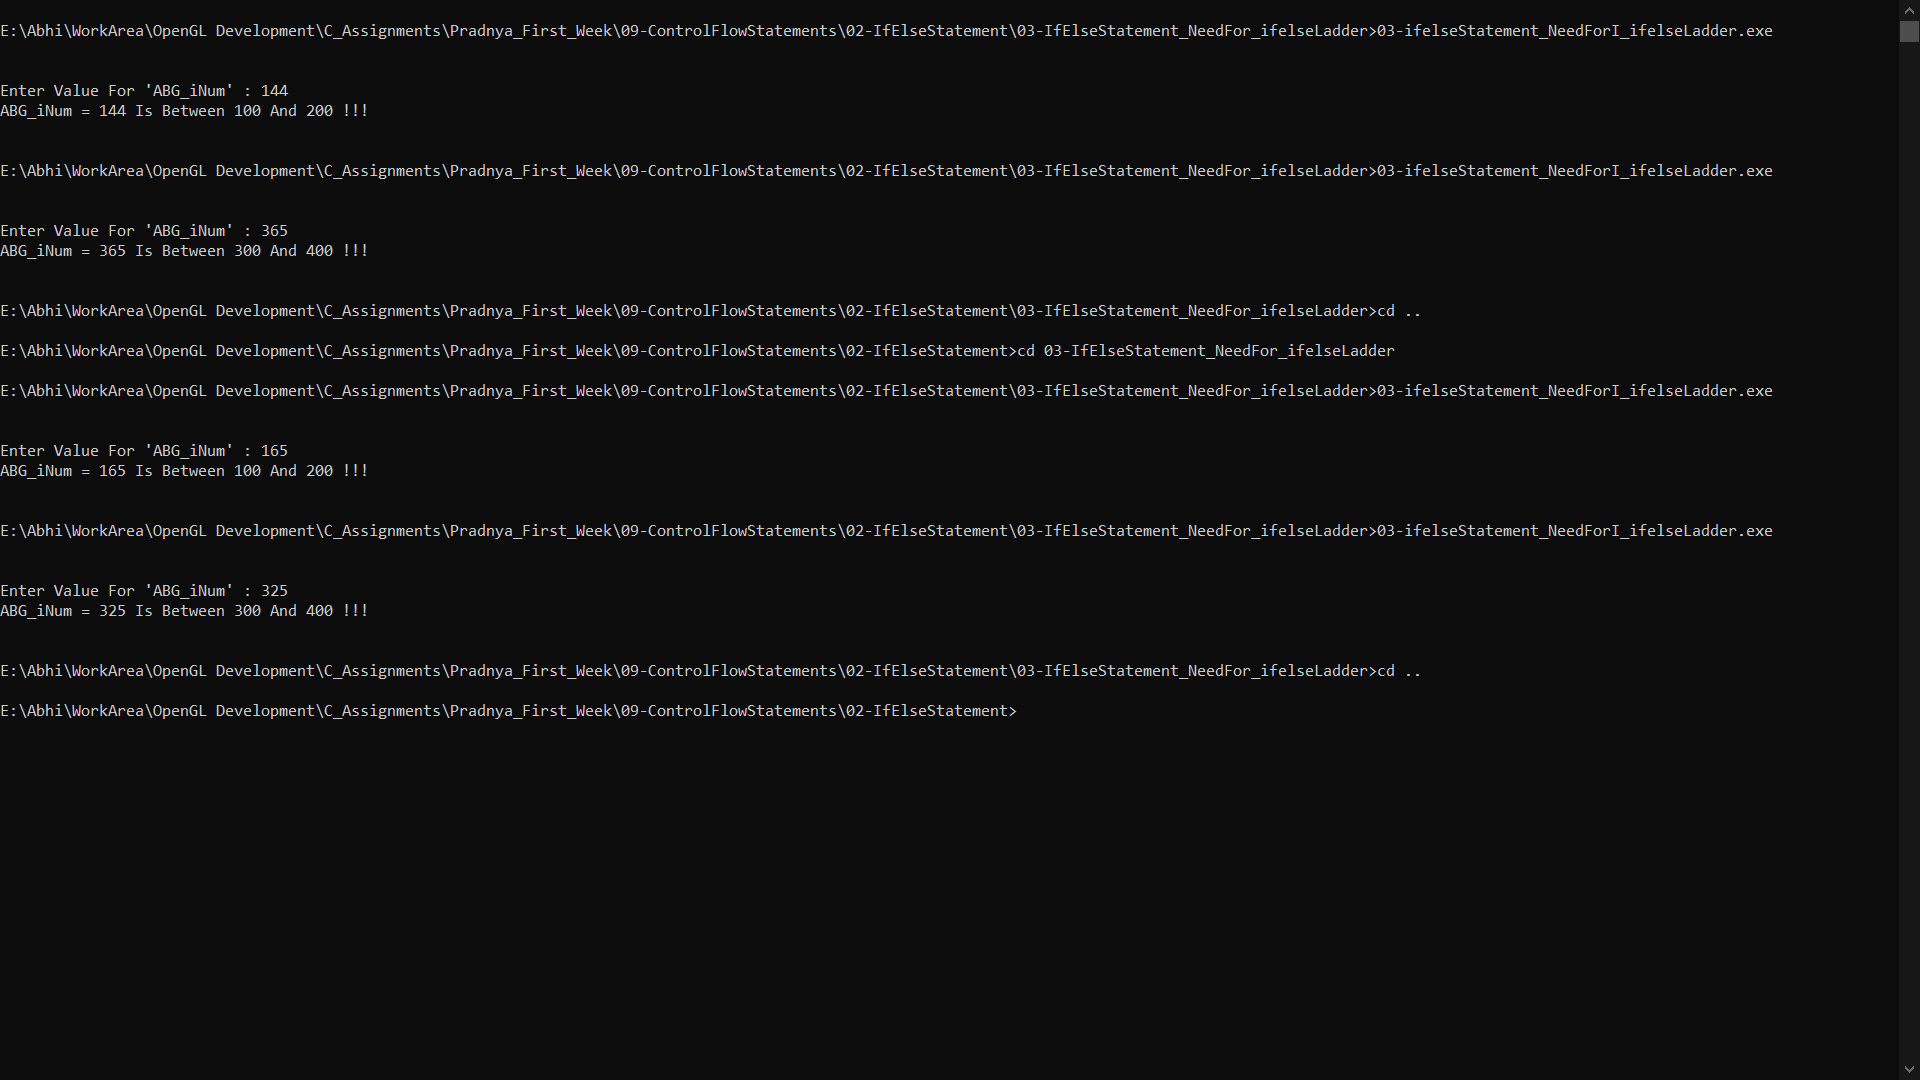 E:\Abhi\WorkArea\OpenGL Development\C_Assignments\Pradnya_First_Week\09-ControlFlowStatements\02-IfElseStatement\03-IfElseStatement_NeedFor_ifelseLadder>03-ifelseStatement_NeedForI_ifelseLadder.exe
Enter Value For 'ABG_iNum' : 144
ABG_iNum = 144 Is Between 100 And 200 !!!
E:\Abhi\WorkArea\OpenGL Development\C_Assignments\Pradnya_First_Week\09-ControlFlowStatements\02-IfElseStatement\03-IfElseStatement_NeedFor_ifelseLadder>03-ifelseStatement_NeedForI_ifelseLadder.exe
Enter Value For 'ABG_iNum' : 365
ABG_iNum = 365 Is Between 300 And 400 !!!
E:\Abhi\WorkArea\OpenGL Development\C_Assignments\Pradnya_First_Week\09-ControlFlowStatements\02-IfElseStatement\03-IfElseStatement_NeedFor_ifelseLadder>cd ..
E:\Abhi\WorkArea\OpenGL Development\C_Assignments\Pradnya_First_Week\09-ControlFlowStatements\02-IfElseStatement>cd 03-IfElseStatement_NeedFor_ifelseLadder
E:\Abhi\WorkArea\OpenGL Development\C_Assignments\Pradnya_First_Week\09-ControlFlowStatements\02-IfElseStatement\03-IfElseStatement_NeedFor_ifelseLadder>03-ifelseStatement_NeedForI_ifelseLadder.exe
Enter Value For 'ABG_iNum' : 165
ABG_iNum = 165 Is Between 100 And 200 !!!
E:\Abhi\WorkArea\OpenGL Development\C_Assignments\Pradnya_First_Week\09-ControlFlowStatements\02-IfElseStatement\03-IfElseStatement_NeedFor_ifelseLadder>03-ifelseStatement_NeedForI_ifelseLadder.exe
Enter Value For 'ABG_iNum' : 325
ABG_iNum = 325 Is Between 300 And 400 !!!
E:\Abhi\WorkArea\OpenGL Development\C_Assignments\Pradnya_First_Week\09-ControlFlowStatements\02-IfElseStatement\03-IfElseStatement_NeedFor_ifelseLadder>cd ..
E:\Abhi\WorkArea\OpenGL Development\C_Assignments\Pradnya_First_Week\09-ControlFlowStatements\02-IfElseStatement>